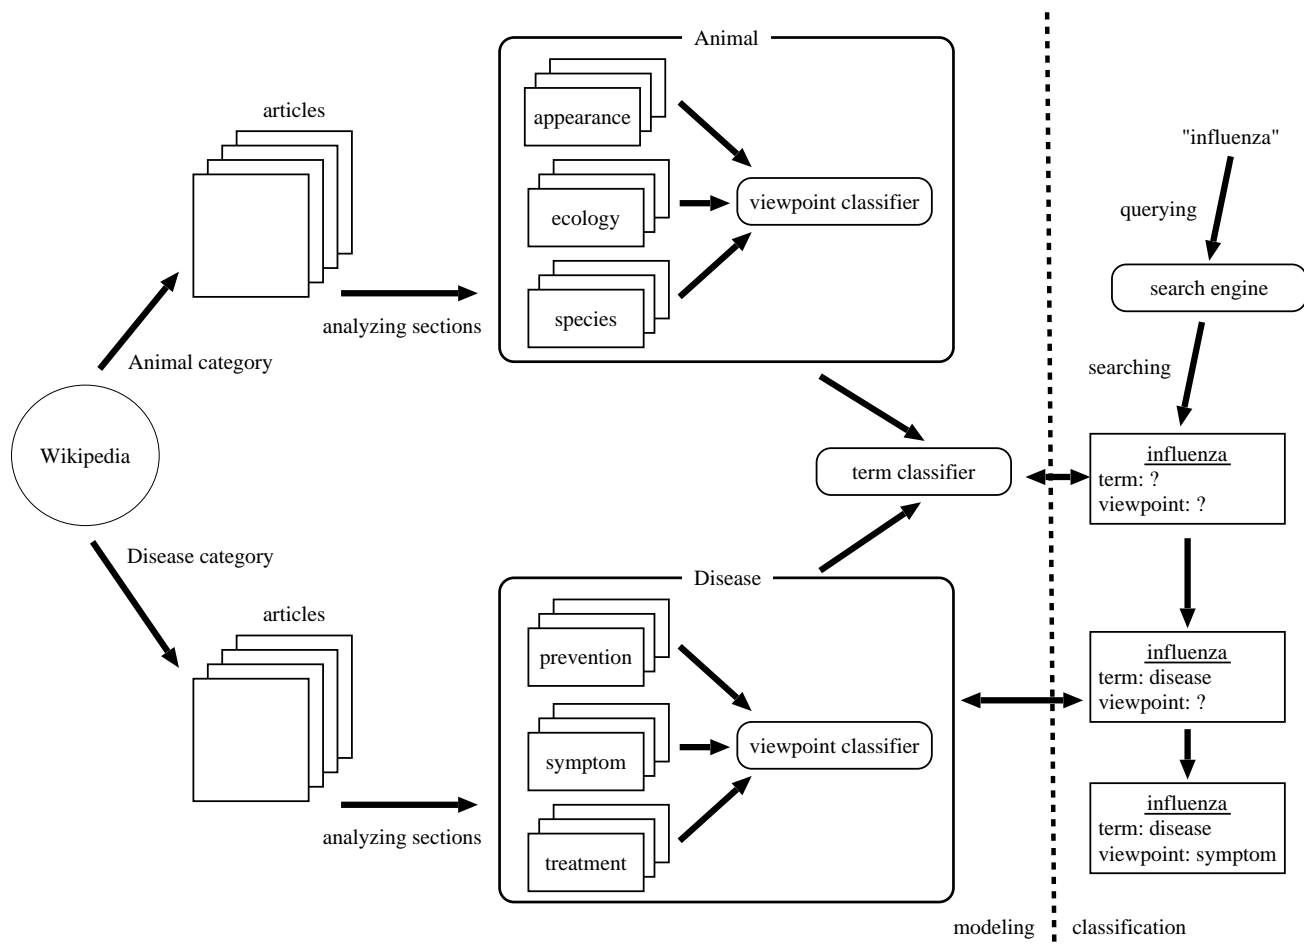 Animal
articles
appearance
ecology
species
viewpoint classifier
analyzing sections
Animal category
Wikipedia
Disease category
articles
analyzing sections
Disease
prevention
symptom
treatment
viewpoint classifier
term classifier
modeling
"influenza"
querying
search engine
searching
influenza
term: ?
viewpoint: ?
influenza
term: disease
viewpoint: ?
influenza
term: disease
viewpoint: symptom
classification